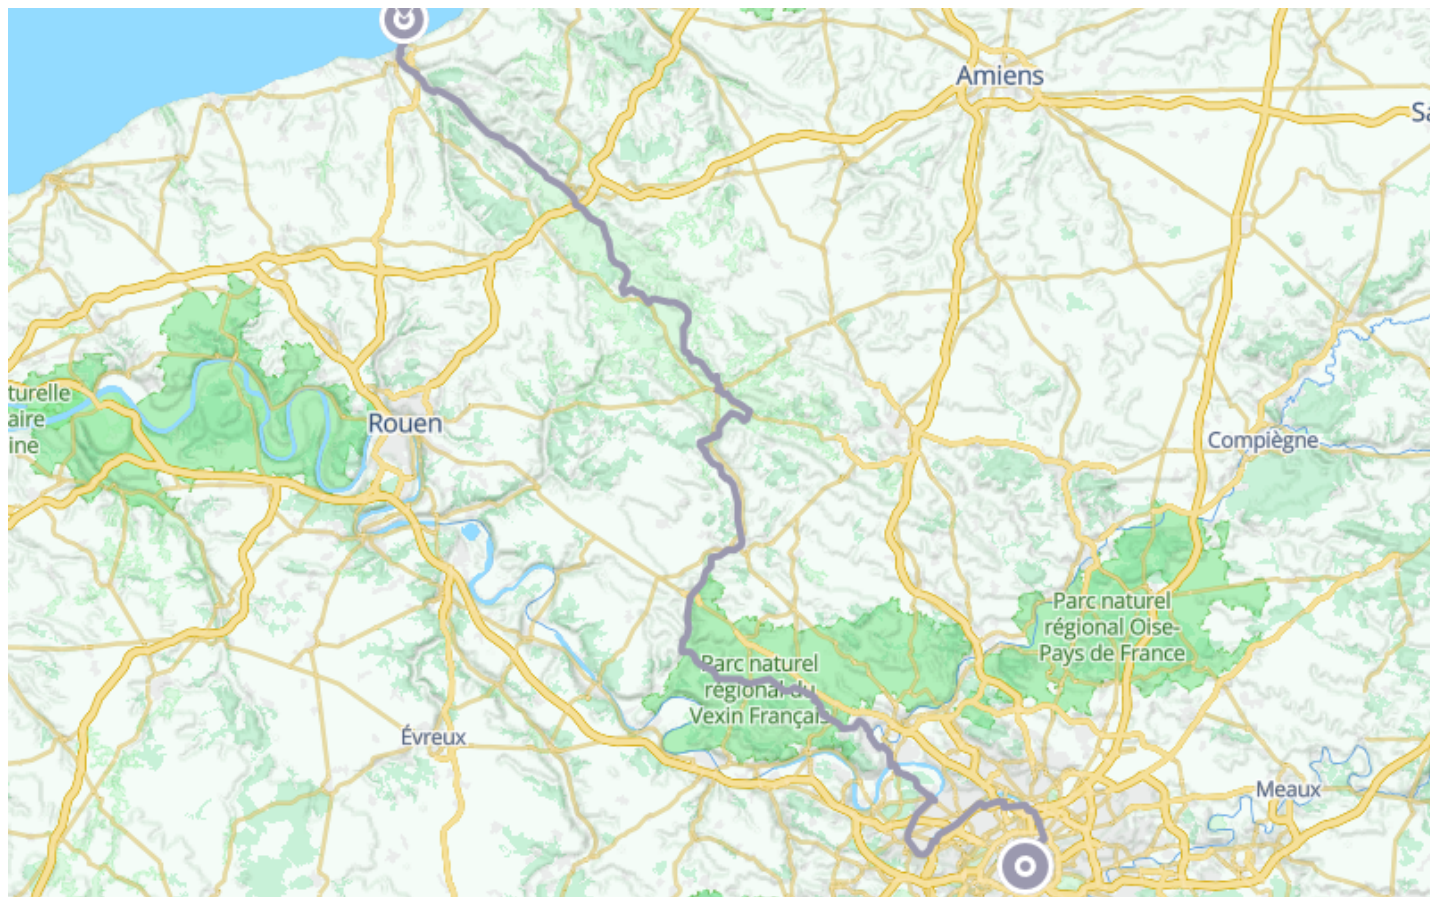 Amiens
Sa
turelle
aire
ine
Rouen
Compiègne
Parc naturel
régional Oise-
Pays de France
Parc naturel
régional du
Vexin Français
Évreux
Meaux